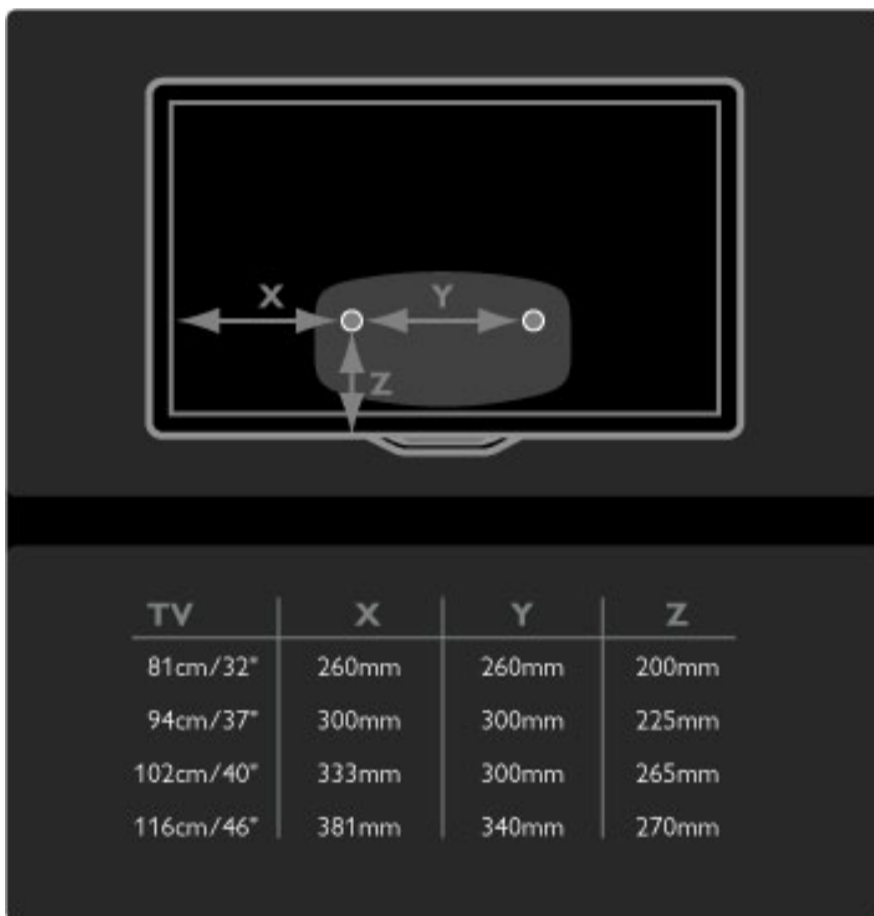 X Y
Z
TV X Y Z
81cm/32" 260mm 260mm 200mm
94cm/37" 300mm 300mm 225mm
102cm/40" 333mm 300mm 265mm
116cm/46" 381mm 340mm 270mm